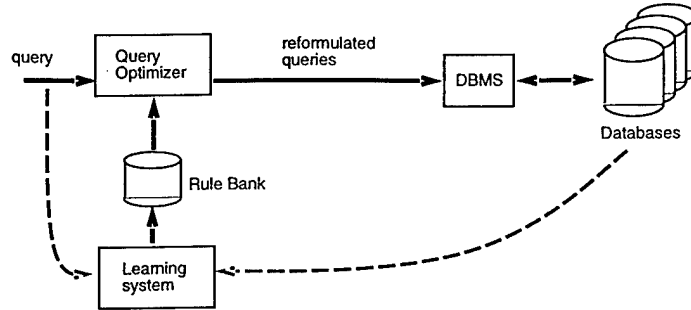 query
Query
Optimizer
reformulated
queries
DBMS
Databases
Rule Bank
Learning
system